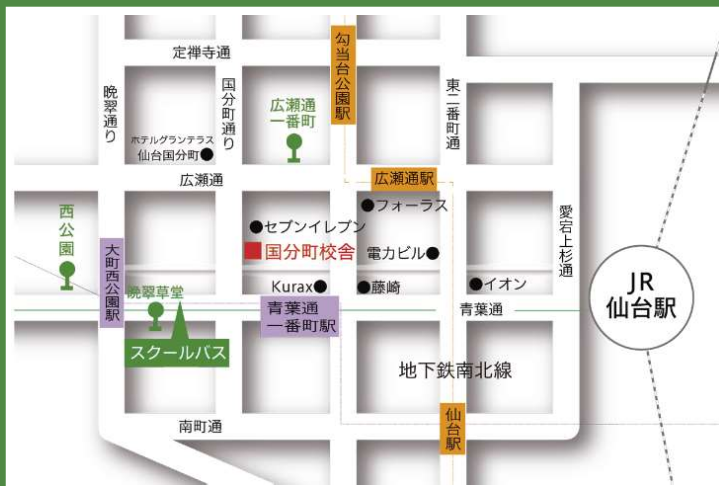 定禅寺通
勾当台公園駅
晩翠通り
国分町通り
広瀬通
一番町
東二番町通
ホテルグランテラス
仙台国分町
広瀬通
広瀬通駅
フォーラス
西公園
大町西公園駅
セブンイレブン
国分町校舎
電力ビル
愛宕上杉通
JR
仙台駅
晩翠草堂
Kurax
藤崎
イオン
青葉通
一番町駅
青葉通
スクールバス
地下鉄南北線
仙台駅
南町通